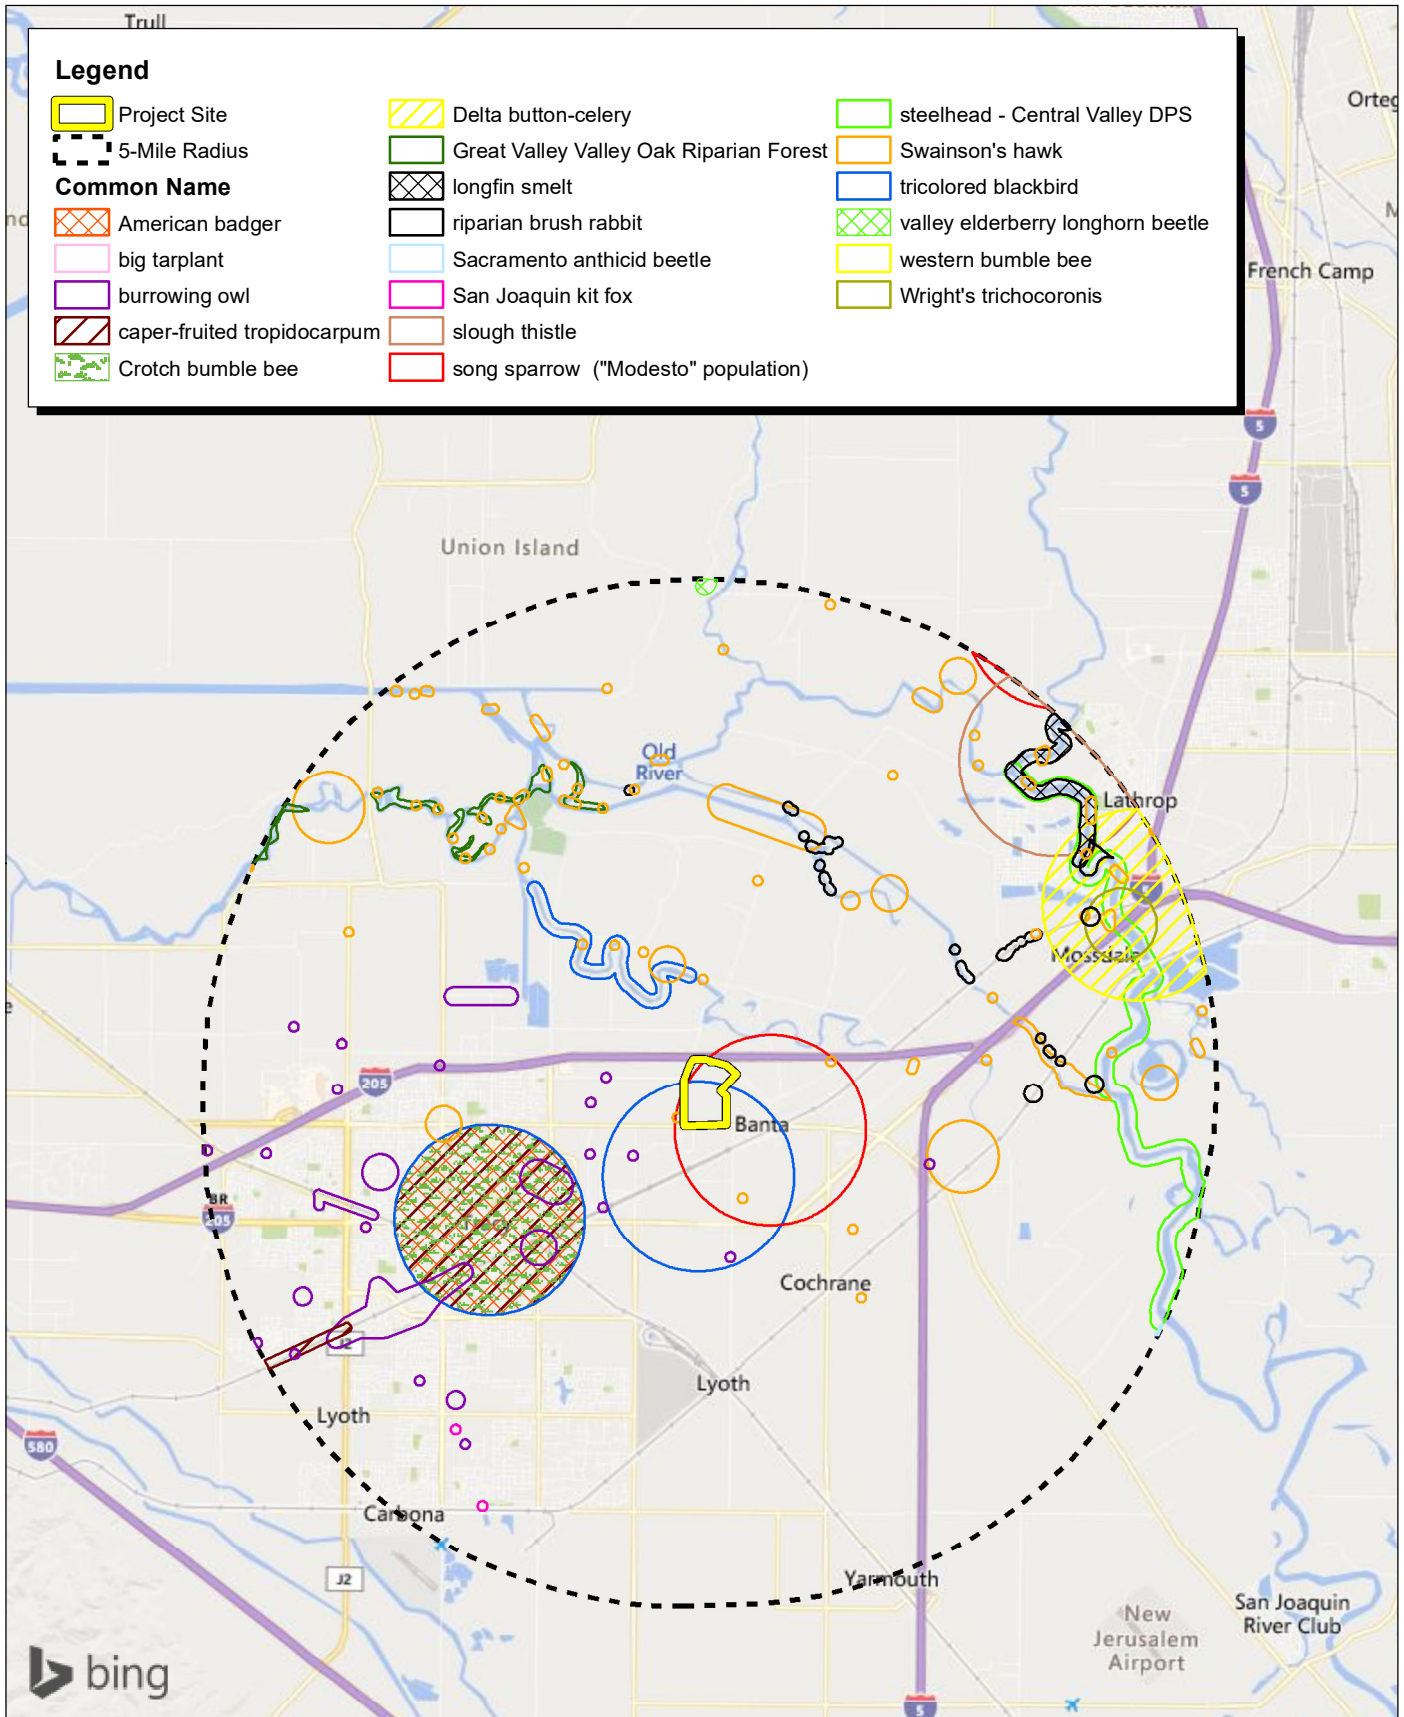 Trull
Legend
Project Site
5-Mile Radius
Common Name
American badger
big tarplant
burrowing owl
caper-fruited tropidocarpum
Crotch bumble bee
Delta button-celery
Great Valley Valley Oak Riparian Forest
longfin smelt
riparian brush rabbit
Sacramento anthicid beetle
San Joaquin kit fox
slough thistle
song sparrow ("Modesto" population)
steelhead - Central Valley DPS
Swainson's hawk
tricolored blackbird
valley elderberry longhorn beetle
western bumble bee
Wright's trichocoronis
French Camp
5
5
Union Island
Old
River
Lathrop
5
Mossdale
205
Banta
BR
205
Cochrane
J2
Lyoth
Lyoth
580
Carbona
J2
Yarmouth
New
Jerusalem
Airport
San Joaquin
River Club
5
bing